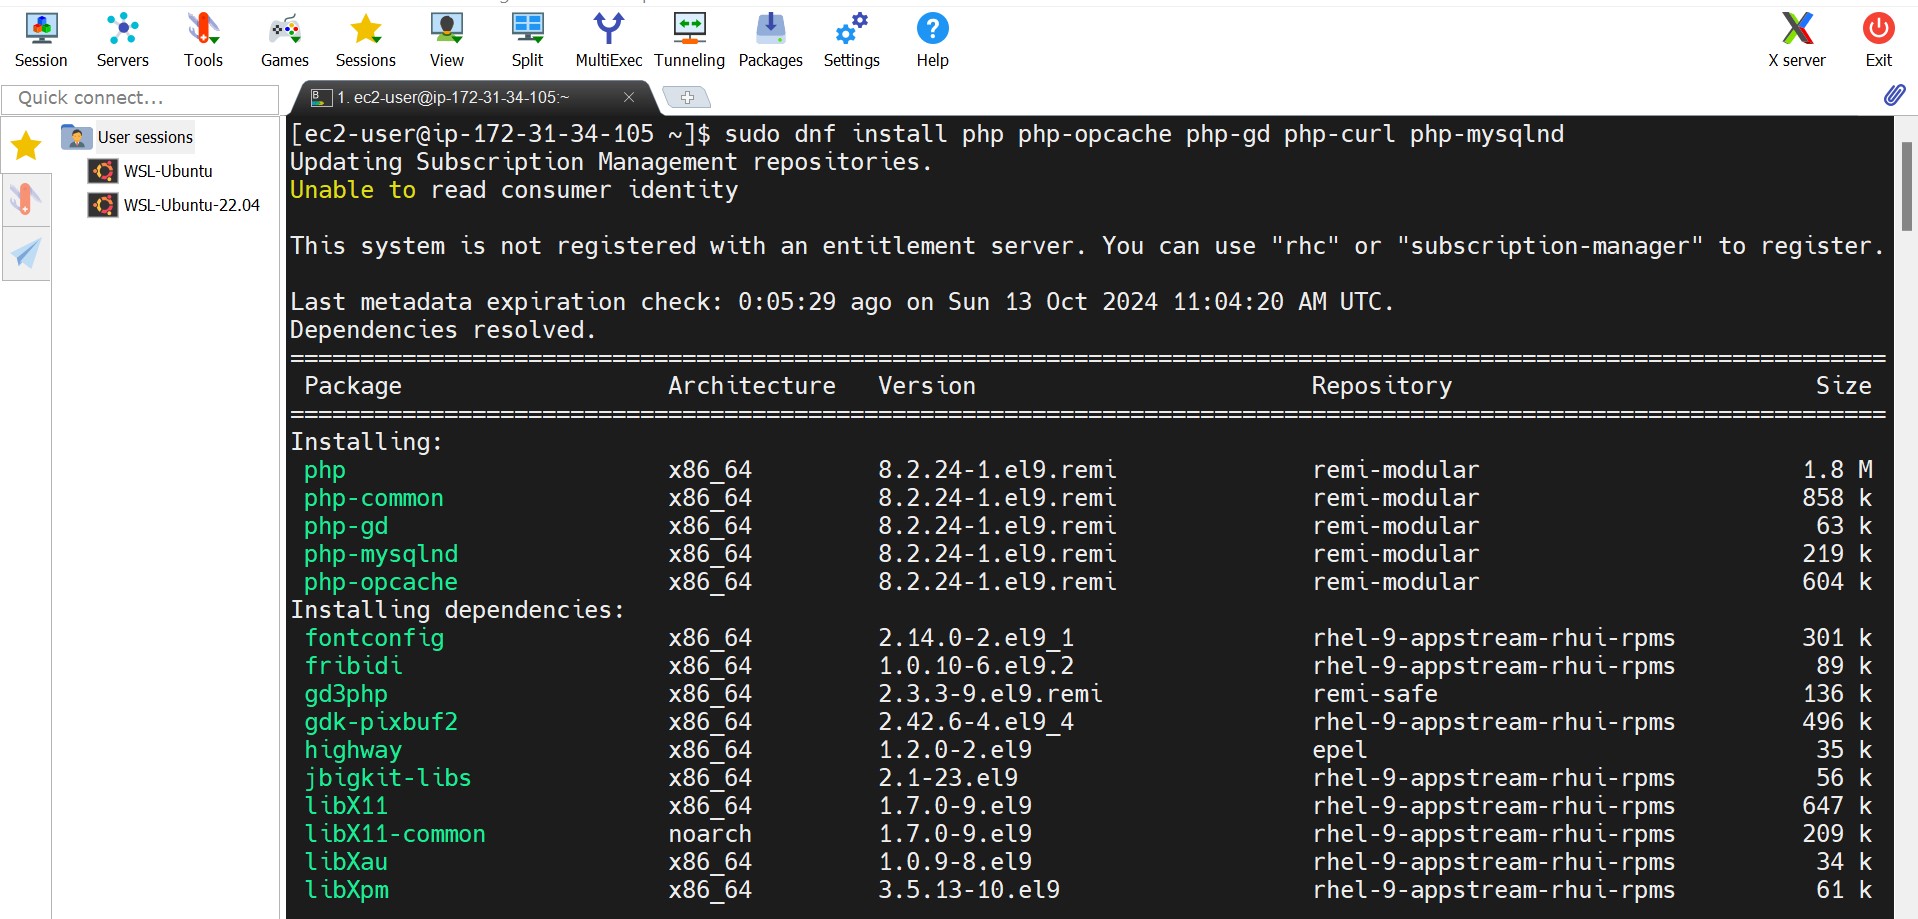 Session Servers Tools Games Sessions View Split MultiExec Tunneling Packages Settings Help X server Exit
Quick connect...
1. ec2-user@ip-172-31-34-105:~
User sessions
WSL-Ubuntu
WSL-Ubuntu-22.04
[ec2-user@ip-172-31-34-105 ~]$ sudo dnf install php php-opcache php-gd php-curl php-mysqlnd
Updating Subscription Management repositories.
Unable to read consumer identity
This system is not registered with an entitlement server. You can use "rhc" or "subscription-manager" to register.
Last metadata expiration check: 0:05:29 ago on Sun 13 Oct 2024 11:04:20 AM UTC.
Dependencies resolved.
================================================================================
Package Architecture Version Repository Size
================================================================================
Installing:
php x86_64 8.2.24-1.el9.remi remi-modular 1.8 M
php-common x86_64 8.2.24-1.el9.remi remi-modular 858 k
php-gd x86_64 8.2.24-1.el9.remi remi-modular 63 k
php-mysqlnd x86_64 8.2.24-1.el9.remi remi-modular 219 k
php-opcache x86_64 8.2.24-1.el9.remi remi-modular 604 k
Installing dependencies:
fontconfig x86_64 2.14.0-2.el9_1 rhel-9-appstream-rhui-rpms 301 k
fribidi x86_64 1.0.10-6.el9.2 rhel-9-appstream-rhui-rpms 89 k
gd3php x86_64 2.3.3-9.el9.remi remi-safe 136 k
gdk-pixbuf2 x86_64 2.42.6-4.el9_4 rhel-9-appstream-rhui-rpms 496 k
highway x86_64 1.2.0-2.el9 epel 35 k
jbigkit-libs x86_64 2.1-23.el9 rhel-9-appstream-rhui-rpms 56 k
libX11 x86_64 1.7.0-9.el9 rhel-9-appstream-rhui-rpms 647 k
libX11-common noarch 1.7.0-9.el9 rhel-9-appstream-rhui-rpms 209 k
libXau x86_64 1.0.9-8.el9 rhel-9-appstream-rhui-rpms 34 k
libXpm x86_64 3.5.13-10.el9 rhel-9-appstream-rhui-rpms 61 k